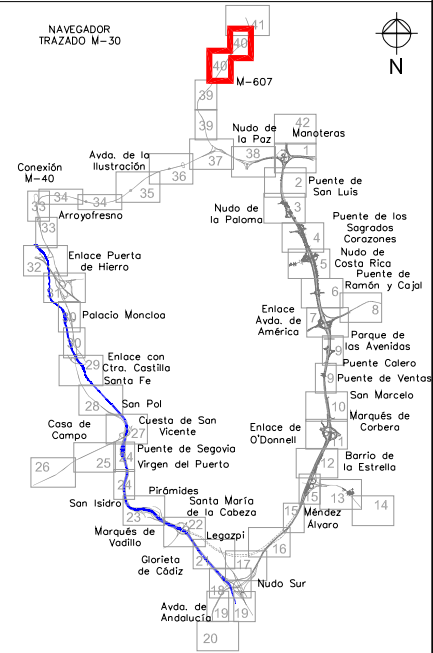 NAVEGADOR
TRAZADO M-30
41
40
40
M-607
N
39
39
Nudo de
la Paz
42
Manoteras
1
Avda. de la
Ilustración
37
38
36
35
Conexión
M-40
34
34
33
Arroyofresno
33
2
Puente de
San Luis
3
Nudo de
la Paloma
Puente de los
Sagrados
Corazones
4
Nudo de
Costa Rica
5
Puente de
Ramón y Cajal
6
8
Enlace
Avda. de
América
7
Parque de
las Avenidas
9
Puente Calero
9
Puente de Ventas
San Marcelo
10
Marqués de
Corbera
Enlace de
O'Donnell
Barrio de
la Estrella
12
13
14
15
15
Méndez
Álvaro
16
17
Enlace Puerta
de Hierro
32
Palacio Moncloa
30
Enlace con
Ctra. Castilla
29
Santa Fe
28
San Pol
Casa de
Campo
27
Cuesta de San
Vicente
26
25
24
Puente de Segovia
Virgen del Puerto
24
San Isidro
Pirámides
23
Santa María
de la Cabeza
22
Marqués de
Vadillo
Legazpi
Glorieta
de Cádiz
18
Nudo Sur
Avda. de
Andalucía
19
19
20